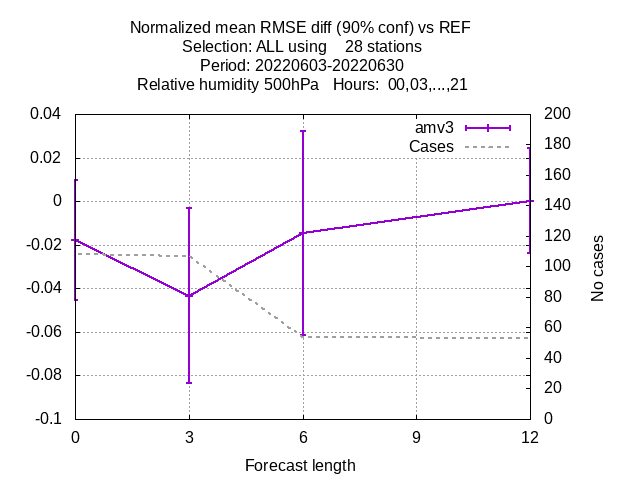 Normalized mean RMSE diff (90% conf) vs REF
Selection: ALL using    28 stations
Period: 20220603-20220630
Relative humidity 500hPa   Hours:  00,03,...,21
amv3
Cases
0.04
0.02
0
-0.02
-0.04
-0.06
-0.08
-0.1
200
180
160
140
120
100
80
60
40
20
0
No cases
0 3 6 9 12
Forecast length